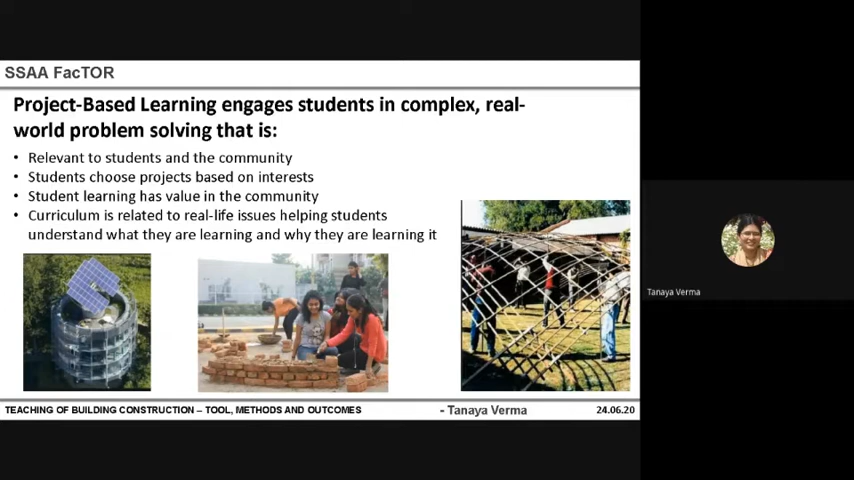 SSAA FacTOR
Project-Based Learning engages students in complex, real-
world problem solving that is:
• Relevant to students and the community
• Students choose projects based on interests
• Student learning has value in the community
• Curriculum is related to real-life issues helping students
understand what they are learning and why they are learning it
Tanaya Verma
TEACHING OF BUILDING CONSTRUCTION – TOOL, METHODS AND OUTCOMES
- Tanaya Verma
24.06.20